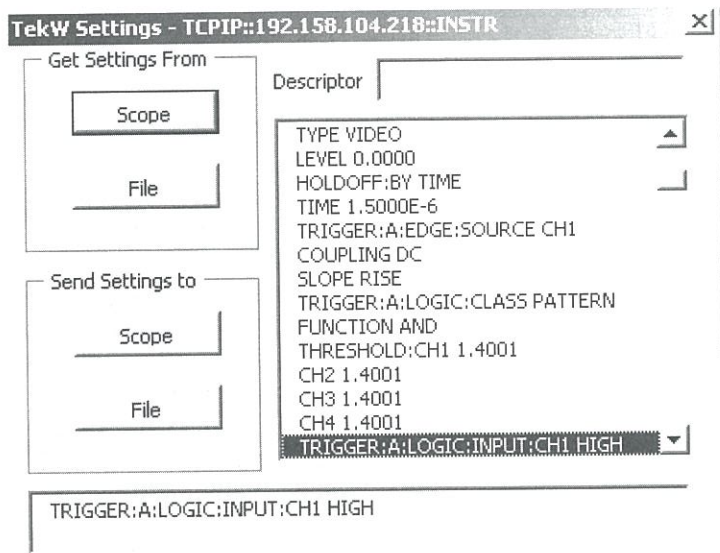 TekW Settings - TCPIP::192.158.104.218::INSTR
Get Settings From
Scope
File
Send Settings to
Scope
File
Descriptor
TYPE VIDEO
LEVEL 0.0000
HOLDOFF:BY TIME
TIME 1.5000E-6
TRIGGER:A:EDGE:SOURCE CH1
COUPLING DC
SLOPE RISE
TRIGGER:A:LOGIC:CLASS PATTERN
FUNCTION AND
THRESHOLD:CH1 1.4001
CH2 1.4001
CH3 1.4001
CH4 1.4001
TRIGGER:A:LOGIC:INPUT:CH1 HIGH
TRIGGER:A:LOGIC:INPUT:CH1 HIGH